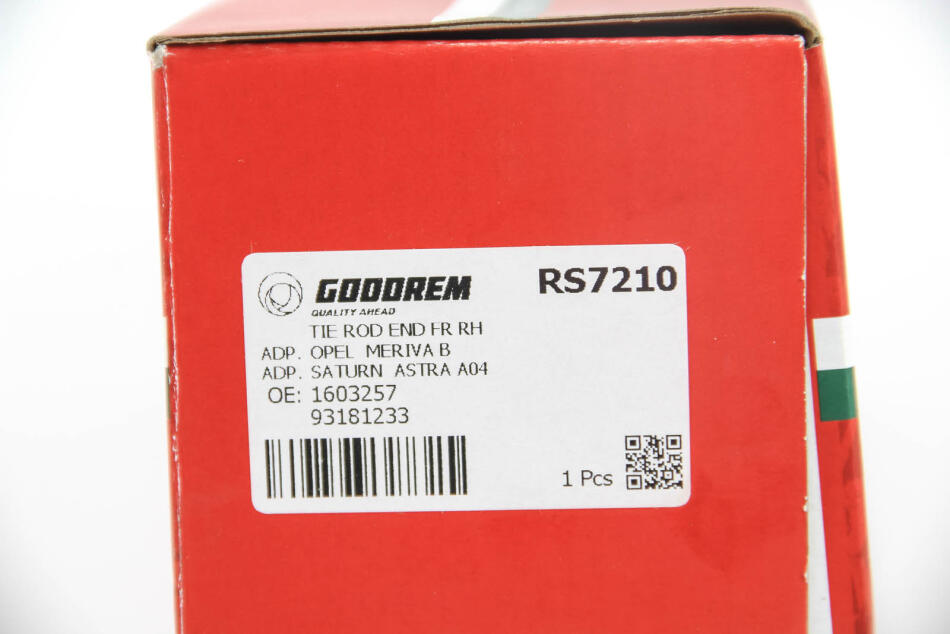 GOODREM
RS7210
QUALITY AHEAD
TIE ROD END FR RH
ADP. OPEL MERIVA B
ADP. SATURN ASTRA A04
OE: 1603257
93181233
1 Pcs